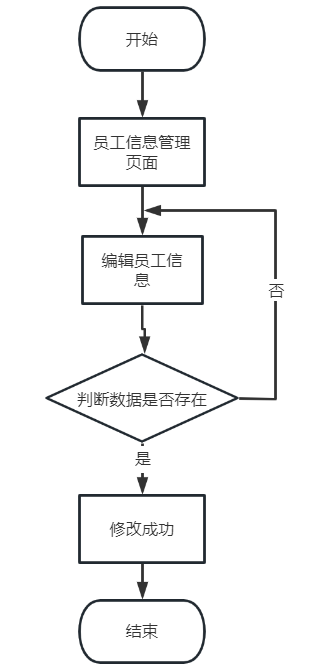 开始
员工信息管理
页面
编辑员工信
息
否
判断数据是否存在
是
修改成功
结束